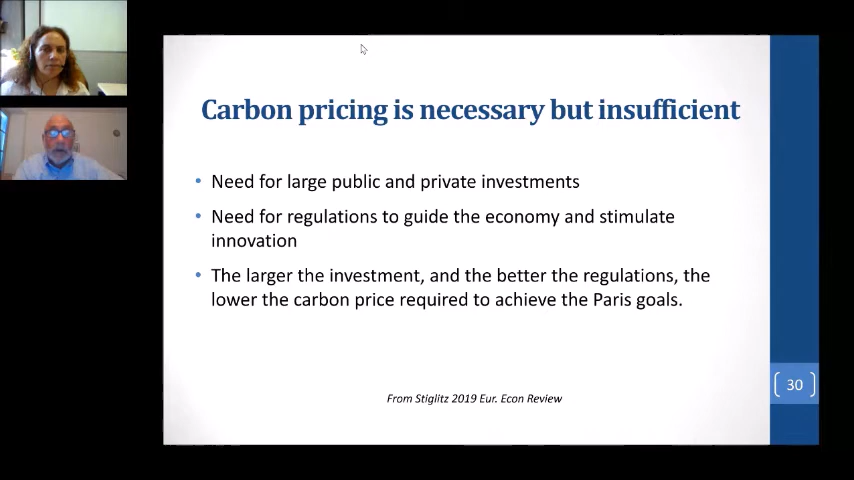 Carbon pricing is necessary but insufficient
• Need for large public and private investments
• Need for regulations to guide the economy and stimulate
innovation
• The larger the investment, and the better the regulations, the
lower the carbon price required to achieve the Paris goals.
30
From Stiglitz 2019 Eur. Econ Review